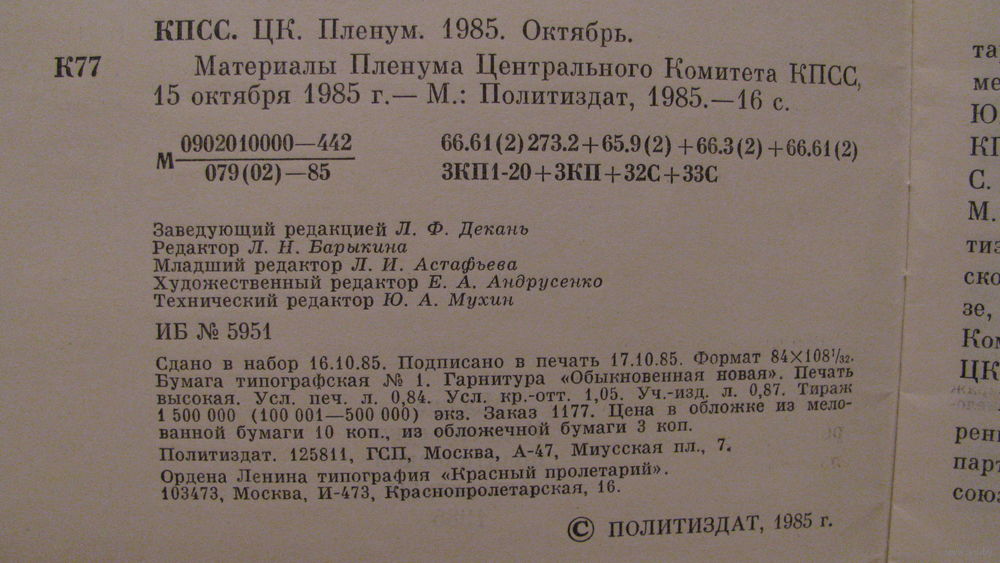 КПСС. ЦК. Пленум. 1985. Октябрь.
К77 Материалы Пленума Центрального Комитета КПСС,
15 октября 1985 г.— М.: Политиздат, 1985.—16 с.
М 0902010000—442
079(02)—85
66.61(2)273.2+65.9(2)+66.3(2)+66.61(2)
3КП1-20+3КП+32С+33С
Заведующий редакцией Л. Ф. Декань
Редактор Л. Н. Барыкина
Младший редактор Л. И. Астафьева
Художественный редактор Е. А. Андрусенко
Технический редактор Ю. А. Мухин
ИБ № 5951
Сдано в набор 16.10.85. Подписано в печать 17.10.85. Формат 84×108¹/₃₂.
Бумага типографская № 1. Гарнитура «Обыкновенная новая». Печать
высокая. Усл. печ. л. 0,84. Усл. кр.-отт. 1,05. Уч.-изд. л. 0,87. Тираж
1 500 000 (100 001—500 000) экз. Заказ 1177. Цена в обложке из мело-
ванной бумаги 10 коп., из обложечной бумаги 3 коп.
Политиздат. 125811, ГСП, Москва, А-47, Миусская пл., 7.
Ордена Ленина типография «Красный пролетарий».
103473, Москва, И-473, Краснопролетарская, 16.
© ПОЛИТИЗДАТ, 1985 г.
та
ме
Ю
КП
С.
М.
тиз
ско
зе,
Ком
ЦК
рен
парт
союз